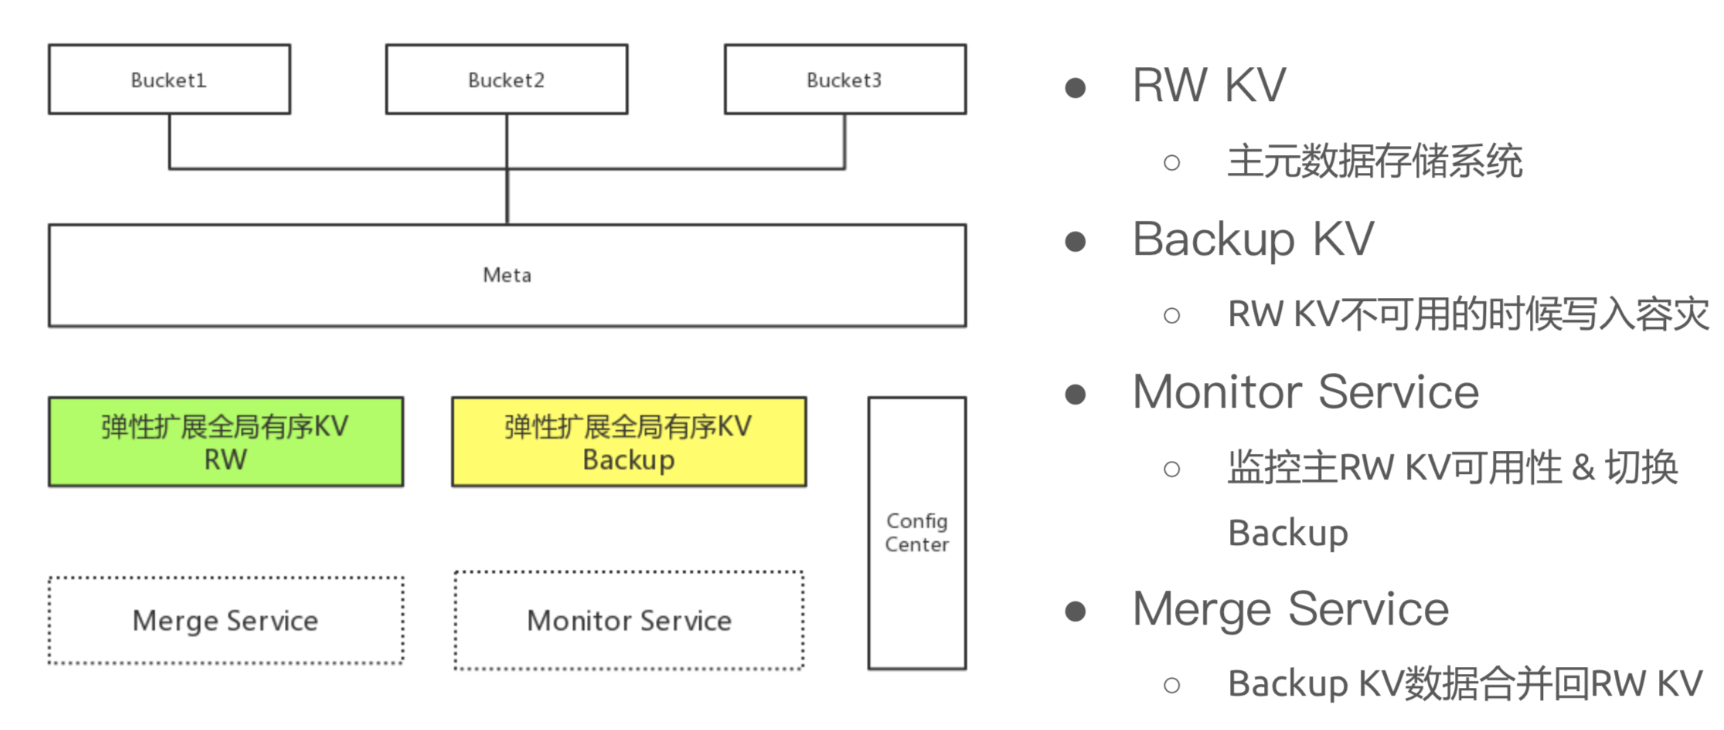 Bucket1
Bucket2
Bucket3
Meta
弹性扩展全局有序KV
RW
弹性扩展全局有序KV
Backup
Config
Center
Merge Service
Monitor Service
● RW KV
○ 主元数据存储系统
● Backup KV
○ RW KV不可用的时候写入容灾
● Monitor Service
○ 监控主RW KV可用性 & 切换
Backup
● Merge Service
○ Backup KV数据合并回RW KV